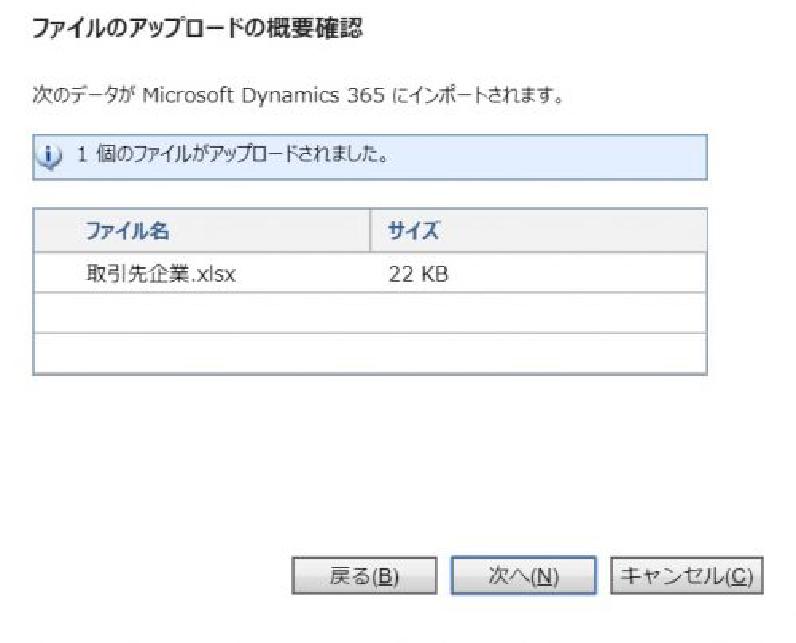 ファイルのアップロードの概要確認
次のデータが Microsoft Dynamics 365 にインポートされます。
1 個のファイルがアップロードされました。
ファイル名 サイズ
取引先企業.xlsx 22 KB
戻る(B) 次へ(N) キャンセル(C)